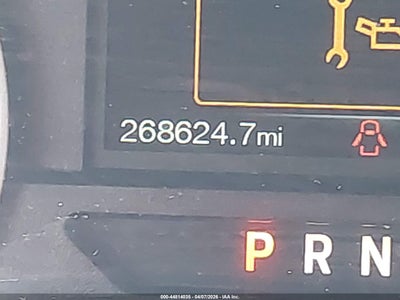 268624.7mi
P R N
000-44814035 - 04/07/2026 - IAA Inc.